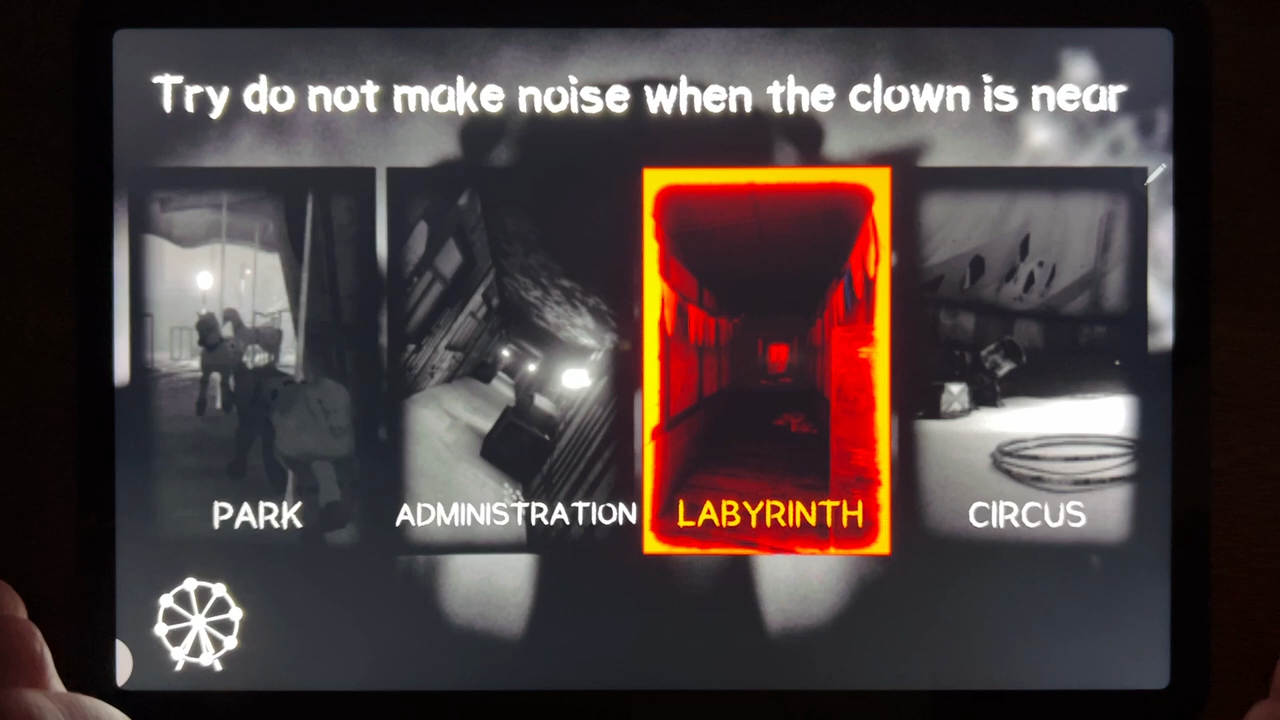 Try do not make noise when the clown is near
PARK
ADMINISTRATION
LABYRINTH
CIRCUS